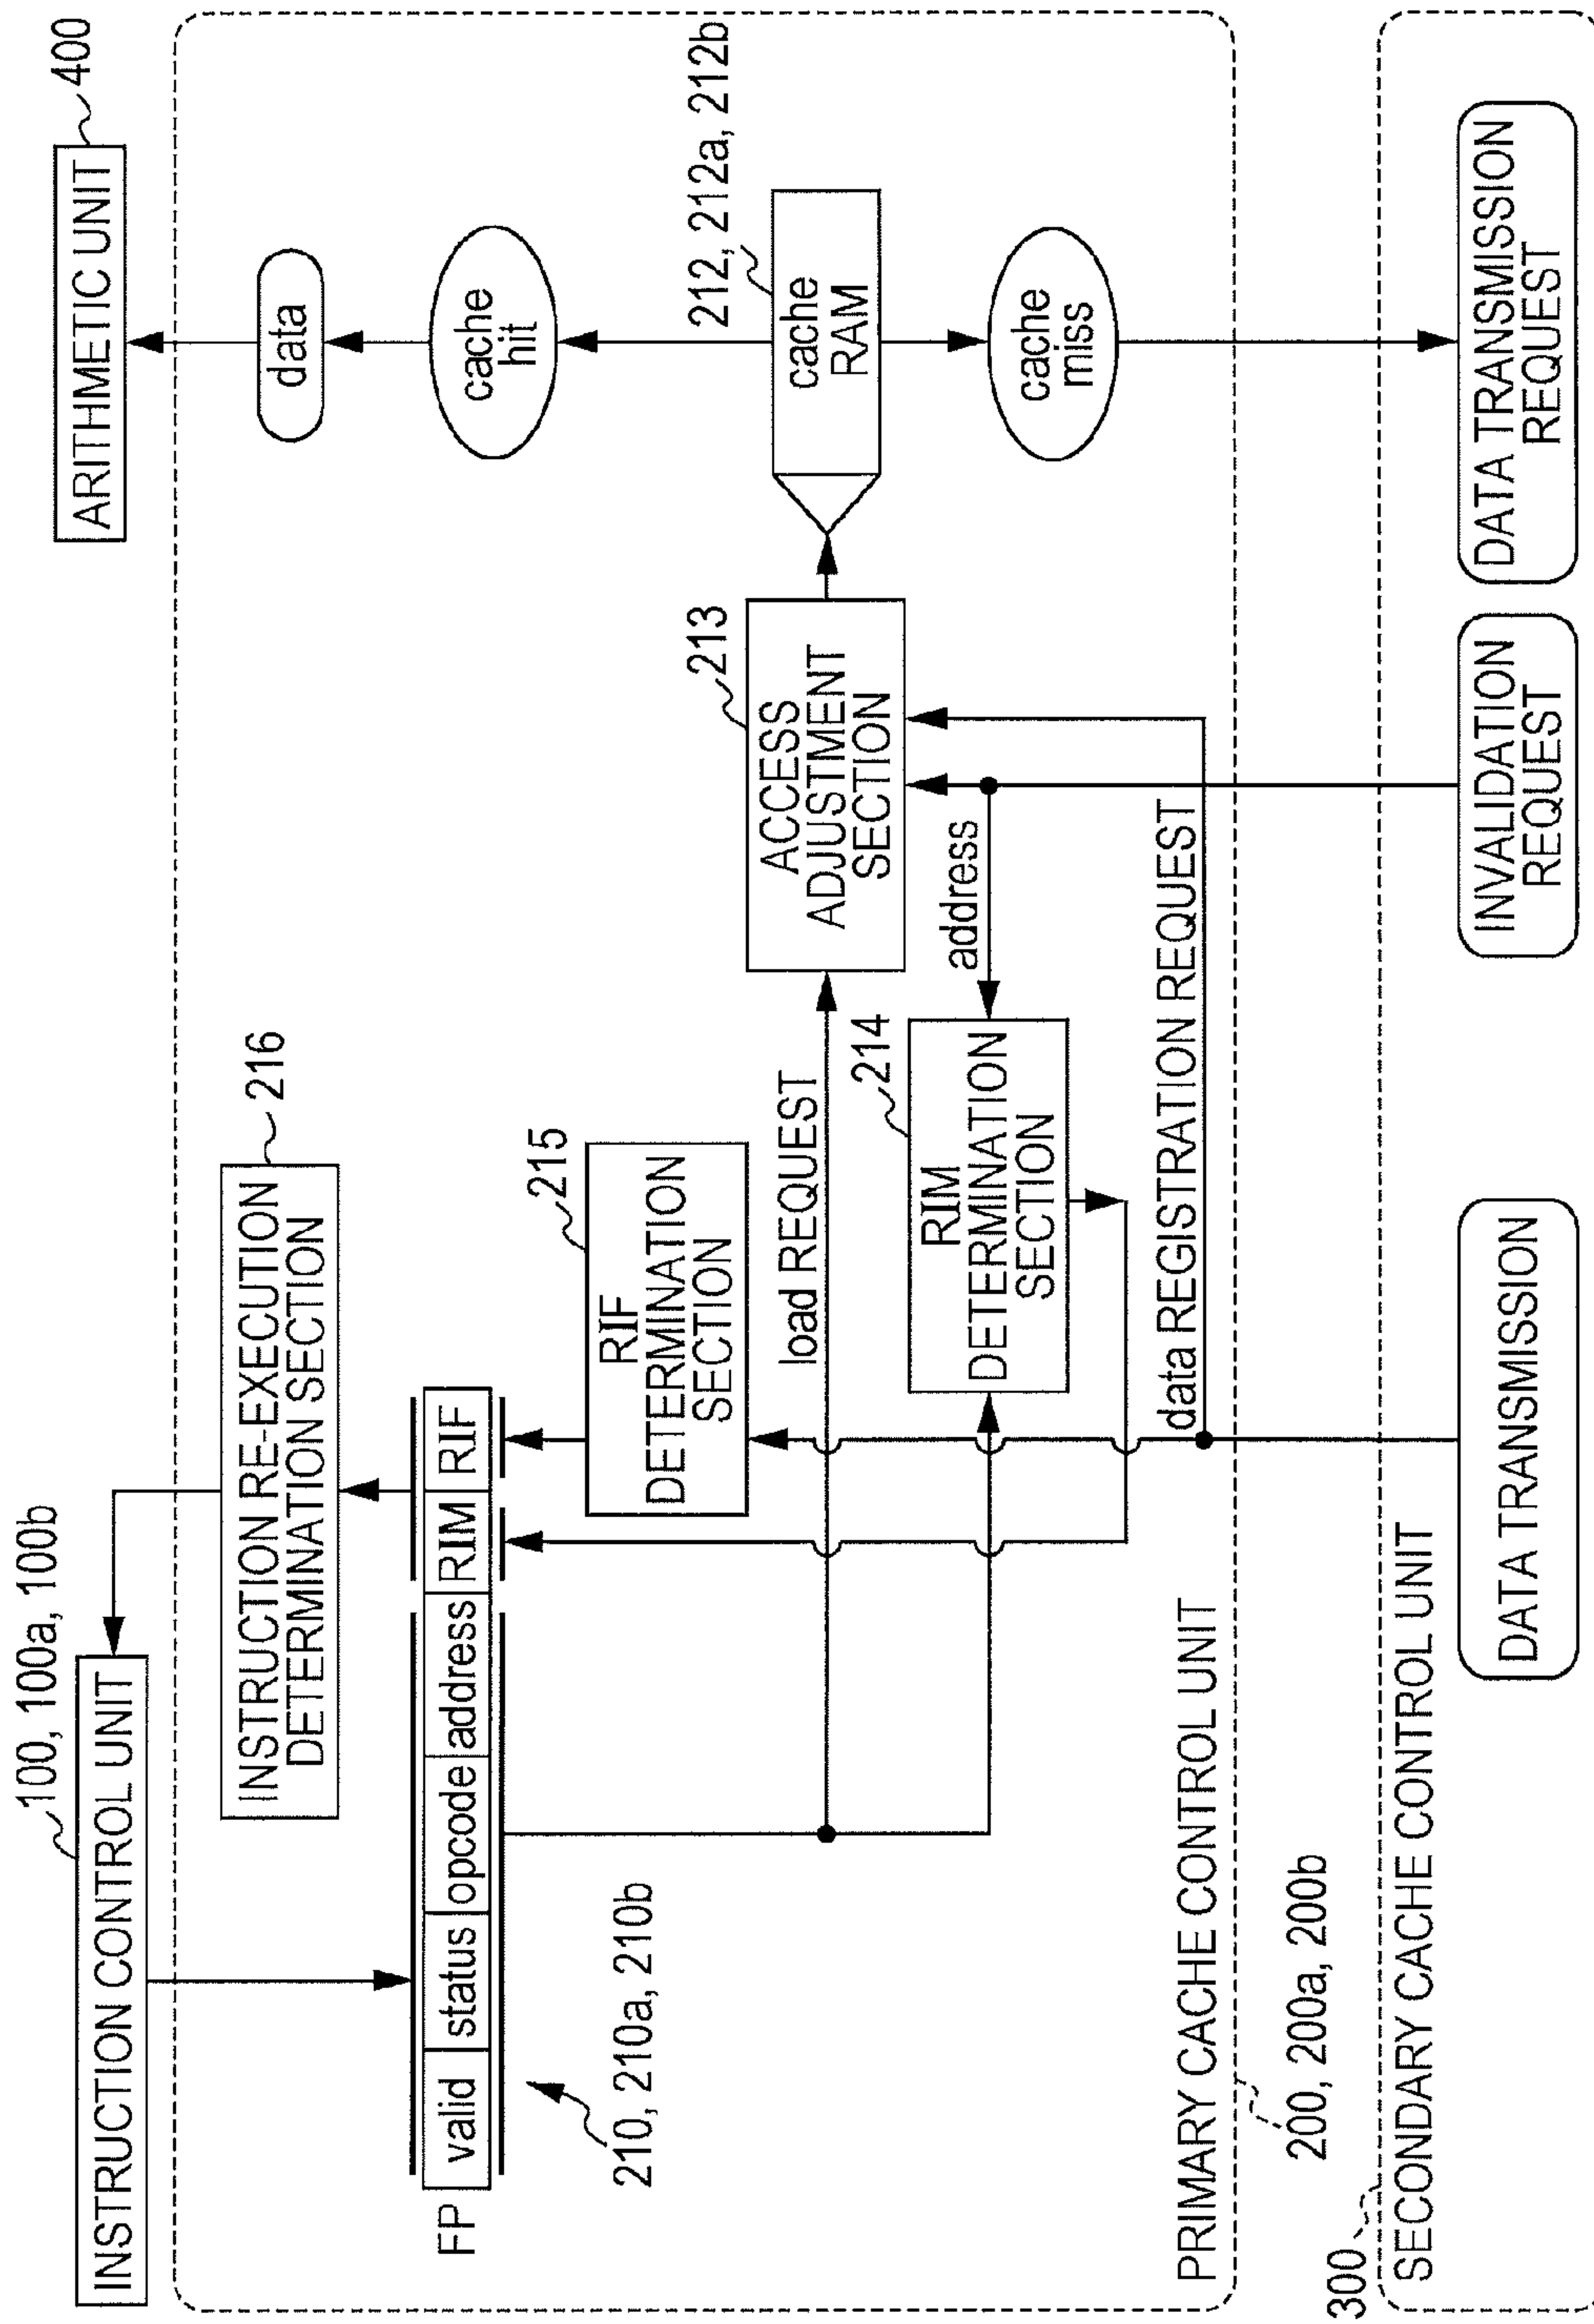 100, 100a, 100b
INSTRUCTION CONTROL UNIT
ARITHMETIC UNIT
400
216
INSTRUCTION RE-EXECUTION
DETERMINATION SECTION
data
FP
valid
status
opcode
address
RIM
RIF
cache
hit
210, 210a, 210b
215
RIF
DETERMINATION
SECTION
load REQUEST
213
ACCESS
ADJUSTMENT
SECTION
212, 212a, 212b
cache
RAM
214
RIM
DETERMINATION
SECTION
address
cache
miss
data REGISTRATION REQUEST
PRIMARY CACHE CONTROL UNIT
200, 200a, 200b
300
SECONDARY CACHE CONTROL UNIT
DATA TRANSMISSION
INVALIDATION
REQUEST
DATA TRANSMISSION
REQUEST